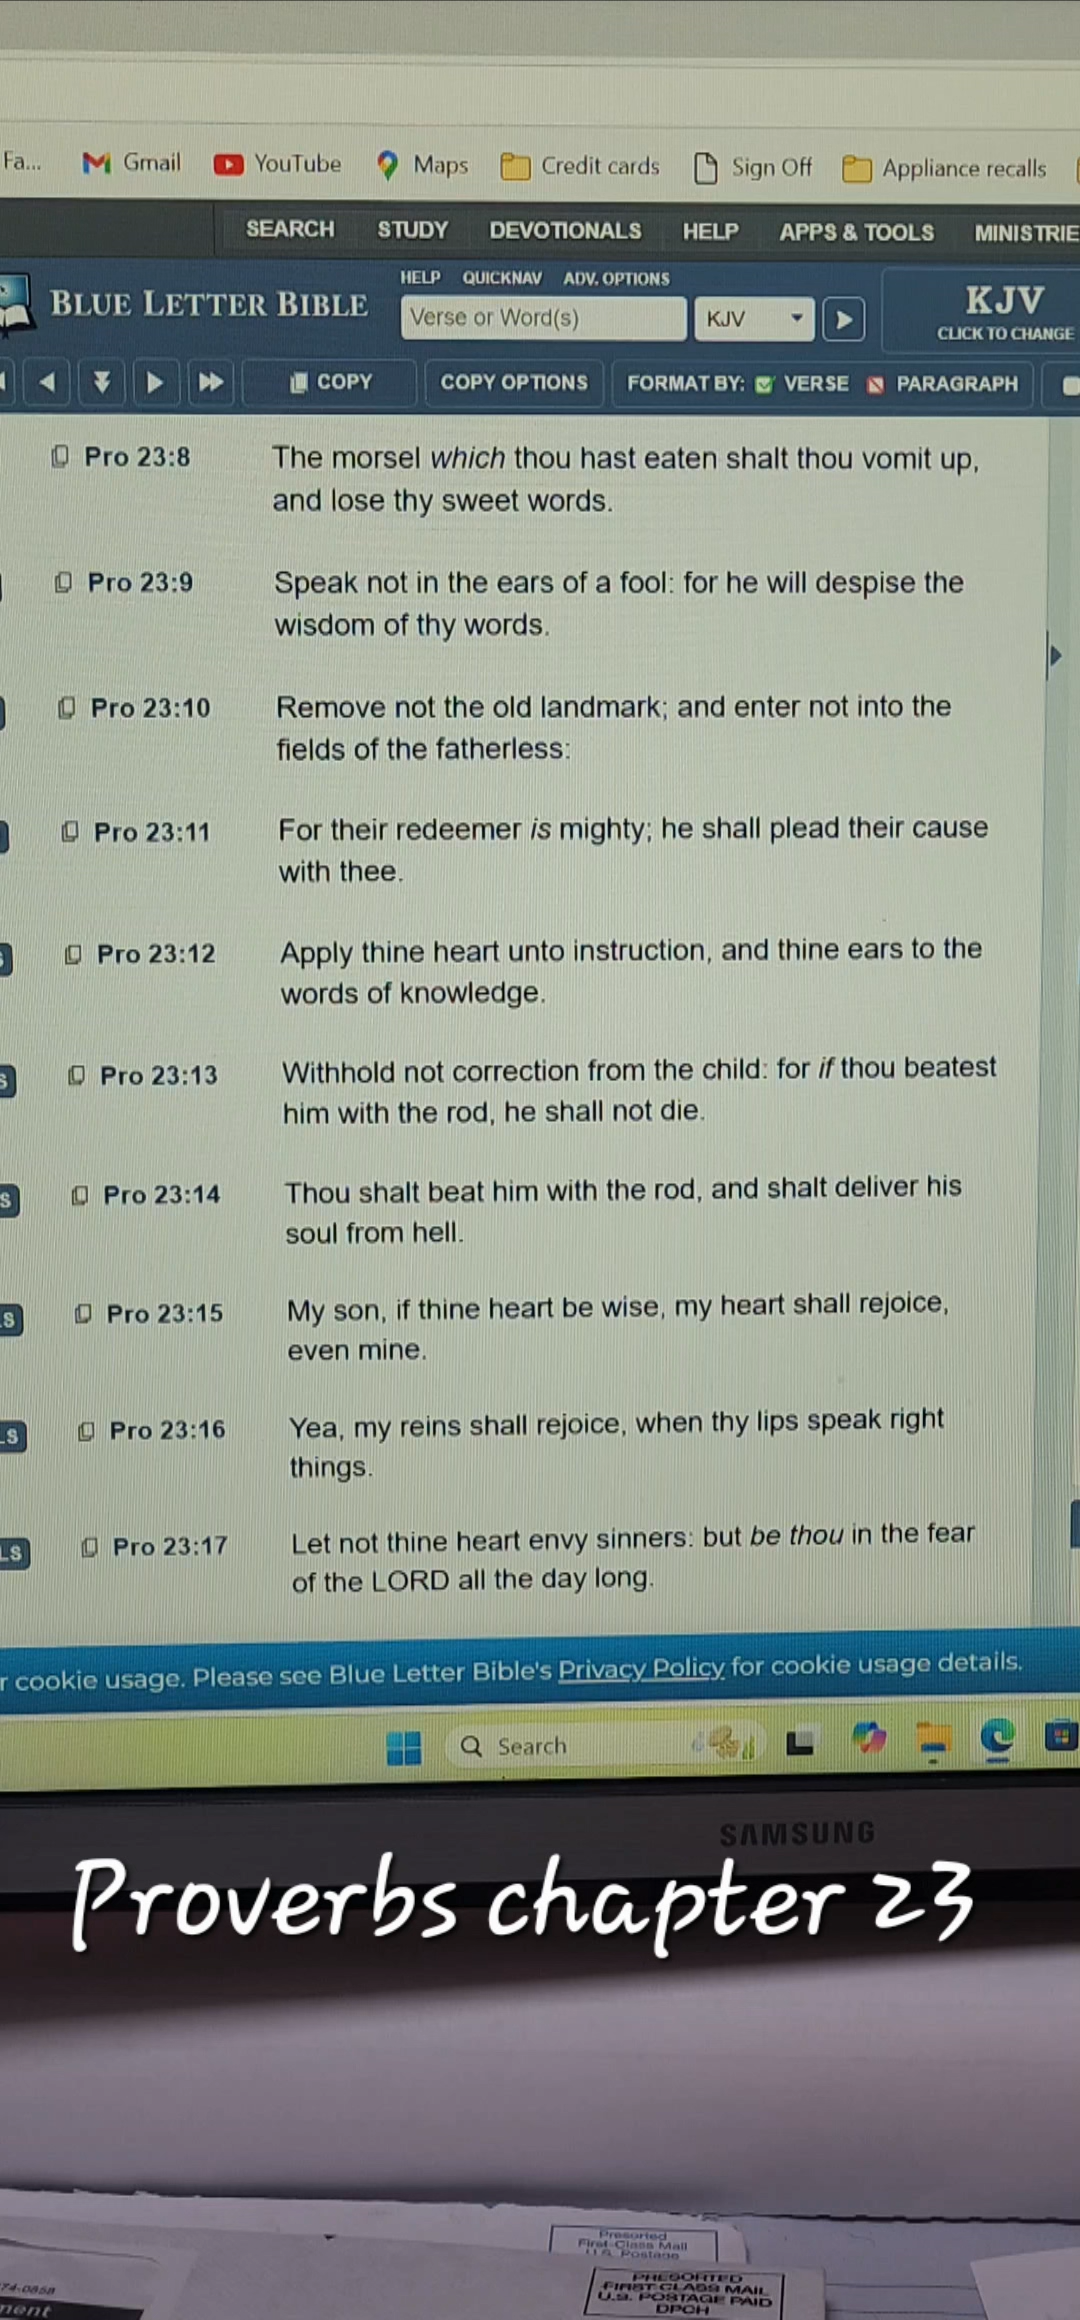 Fa... Gmail YouTube Maps Credit cards Sign Off Appliance recalls
SEARCH STUDY DEVOTIONALS HELP APPS & TOOLS MINISTRIE
HELP QUICKNAV ADV. OPTIONS
BLUE LETTER BIBLE Verse or Word(s) KJV KJV
CLICK TO CHANGE
COPY COPY OPTIONS FORMAT BY: VERSE PARAGRAPH
Pro 23:8 The morsel which thou hast eaten shalt thou vomit up,
and lose thy sweet words.
Pro 23:9 Speak not in the ears of a fool: for he will despise the
wisdom of thy words.
Pro 23:10 Remove not the old landmark; and enter not into the
fields of the fatherless:
Pro 23:11 For their redeemer is mighty; he shall plead their cause
with thee.
S Pro 23:12 Apply thine heart unto instruction, and thine ears to the
words of knowledge.
S Pro 23:13 Withhold not correction from the child: for if thou beatest
him with the rod, he shall not die.
S Pro 23:14 Thou shalt beat him with the rod, and shalt deliver his
soul from hell.
LS Pro 23:15 My son, if thine heart be wise, my heart shall rejoice,
even mine.
LS Pro 23:16 Yea, my reins shall rejoice, when thy lips speak right
things.
LS Pro 23:17 Let not thine heart envy sinners: but be thou in the fear
of the LORD all the day long.
r cookie usage. Please see Blue Letter Bible's Privacy Policy for cookie usage details.
Search
SAMSUNG
Proverbs chapter 23
Presorted
First-Class Mail
U.S. Postage
PRESORTED
FIRST CLASS MAIL
U.S. POSTAGE PAID
DPCH
74-0858
ment